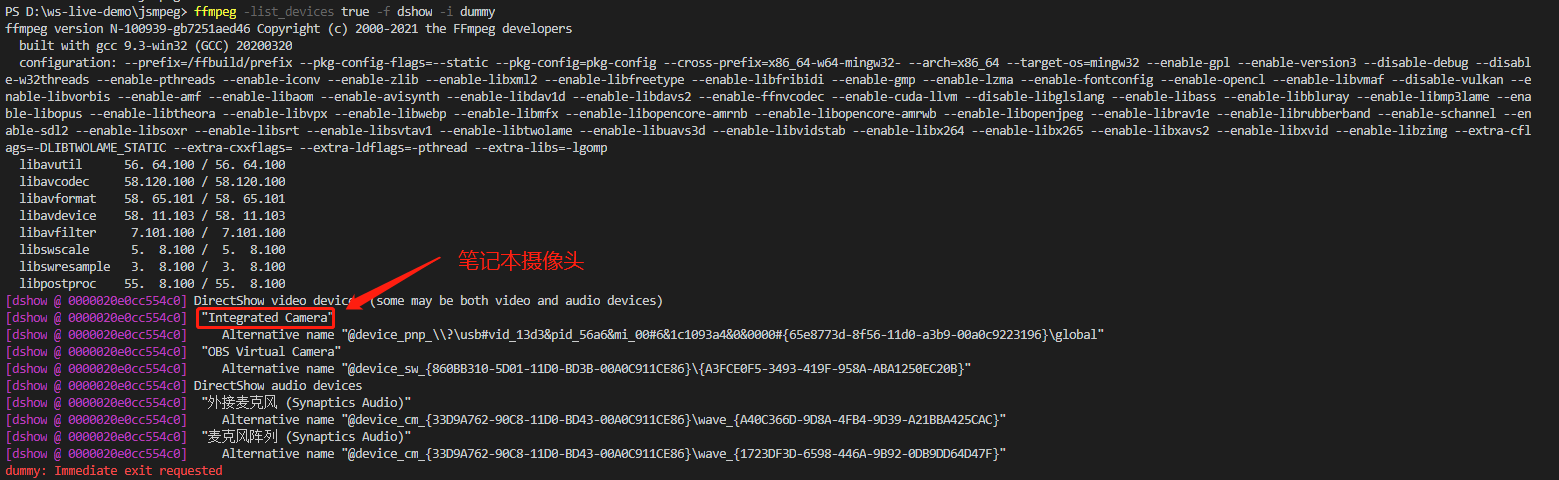 PS D:\ws-live-demo\jsmpeg> ffmpeg -list_devices true -f dshow -i dummy
ffmpeg version N-100939-gb7251aed46 Copyright (c) 2000-2021 the FFmpeg developers
built with gcc 9.3-win32 (GCC) 20200320
configuration: --prefix=/ffbuild/prefix --pkg-config-flags=--static --pkg-config=pkg-config --cross-prefix=x86_64-w64-mingw32- --arch=x86_64 --target-os=mingw32 --enable-gpl --enable-version3 --disable-debug --disabl
e-w32threads --enable-pthreads --enable-iconv --enable-zlib --enable-libxml2 --enable-libfreetype --enable-libfribidi --enable-gmp --enable-lzma --enable-fontconfig --enable-opencl --enable-libvmaf --disable-vulkan --e
nable-libvorbis --enable-amf --enable-libaom --enable-avisynth --enable-libdav1d --enable-libdavs2 --enable-ffnvcodec --enable-cuda-llvm --disable-libglslang --enable-libass --enable-libbluray --enable-libmp3lame --ena
ble-libopus --enable-libtheora --enable-libvpx --enable-libwebp --enable-libmfx --enable-libopencore-amrnb --enable-libopencore-amrwb --enable-libopenjpeg --enable-librav1e --enable-librubberband --enable-schannel --en
able-sdl2 --enable-libsoxr --enable-libsrt --enable-libsvtav1 --enable-libtwolame --enable-libuavs3d --enable-libvidstab --enable-libx264 --enable-libx265 --enable-libxavs2 --enable-libxvid --enable-libzimg --extra-cfl
ags=-DLIBTWOLAME_STATIC --extra-cxxflags= --extra-ldflags=-pthread --extra-libs=-lgomp
libavutil 56. 64.100 / 56. 64.100
libavcodec 58.120.100 / 58.120.100
libavformat 58. 65.101 / 58. 65.101
libavdevice 58. 11.103 / 58. 11.103
libavfilter 7.101.100 / 7.101.100
libswscale 5. 8.100 / 5. 8.100
笔记本摄像头
libswresample 3. 8.100 / 3. 8.100
libpostproc 55. 8.100 / 55. 8.100
[dshow @ 0000020e0cc554c0] DirectShow video device (some may be both video and audio devices)
[dshow @ 0000020e0cc554c0] "Integrated Camera"
[dshow @ 0000020e0cc554c0] Alternative name "@device_pnp_\\?\usb#vid_13d3&pid_56a6&mi_00#6&1c1093a4&0&0000#{65e8773d-8f56-11d0-a3b9-00a0c9223196}\global"
[dshow @ 0000020e0cc554c0] "OBS Virtual Camera"
[dshow @ 0000020e0cc554c0] Alternative name "@device_sw_{860BB310-5D01-11D0-BD3B-00A0C911CE86}\{A3FCE0F5-3493-419F-958A-ABA1250EC20B}"
[dshow @ 0000020e0cc554c0] DirectShow audio devices
[dshow @ 0000020e0cc554c0] "外接麦克风 (Synaptics Audio)"
[dshow @ 0000020e0cc554c0] Alternative name "@device_cm_{33D9A762-90C8-11D0-BD43-00A0C911CE86}\wave_{A40C366D-9D8A-4FB4-9D39-A21BBA425CAC}"
[dshow @ 0000020e0cc554c0] "麦克风阵列 (Synaptics Audio)"
[dshow @ 0000020e0cc554c0] Alternative name "@device_cm_{33D9A762-90C8-11D0-BD43-00A0C911CE86}\wave_{1723DF3D-6598-446A-9B92-0DB9DD64D47F}"
dummy: Immediate exit requested